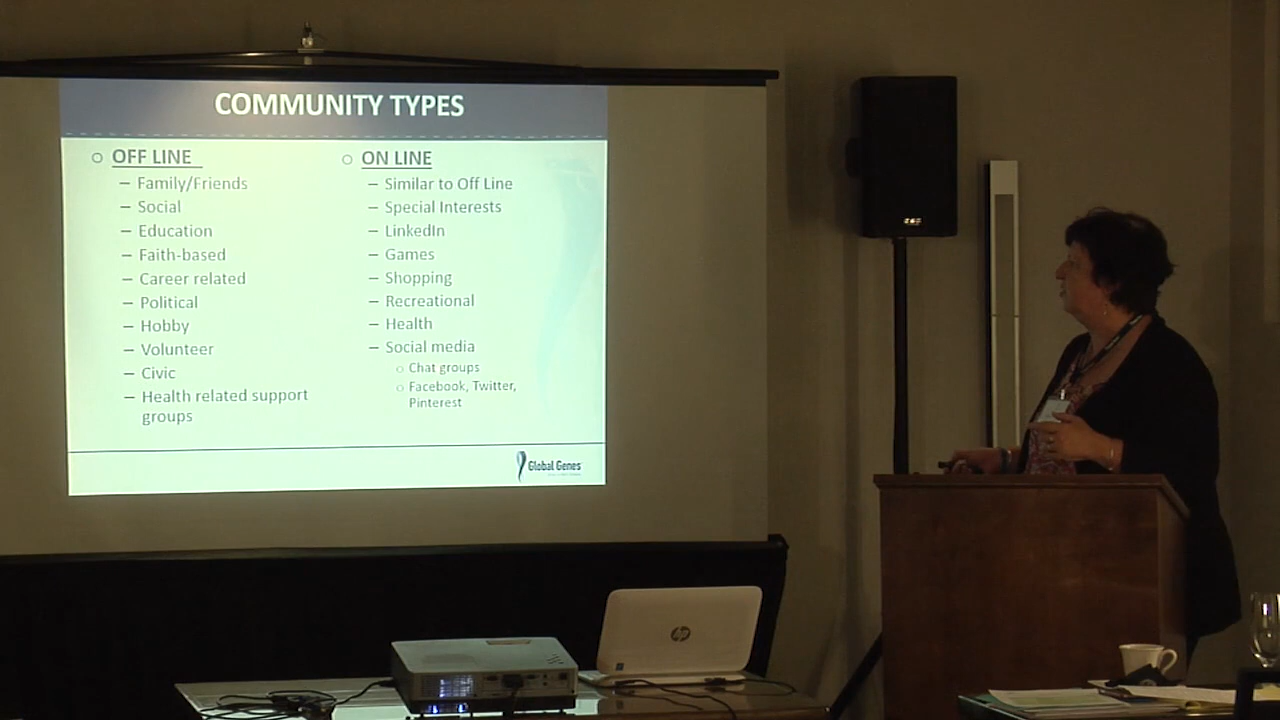 COMMUNITY TYPES
○ OFF LINE
– Family/Friends
– Social
– Education
– Faith-based
– Career related
– Political
– Hobby
– Volunteer
– Civic
– Health related support
groups
○ ON LINE
– Similar to Off Line
– Special Interests
– LinkedIn
– Games
– Shopping
– Recreational
– Health
– Social media
○ Chat groups
○ Facebook, Twitter,
Pinterest
Global Genes
hp